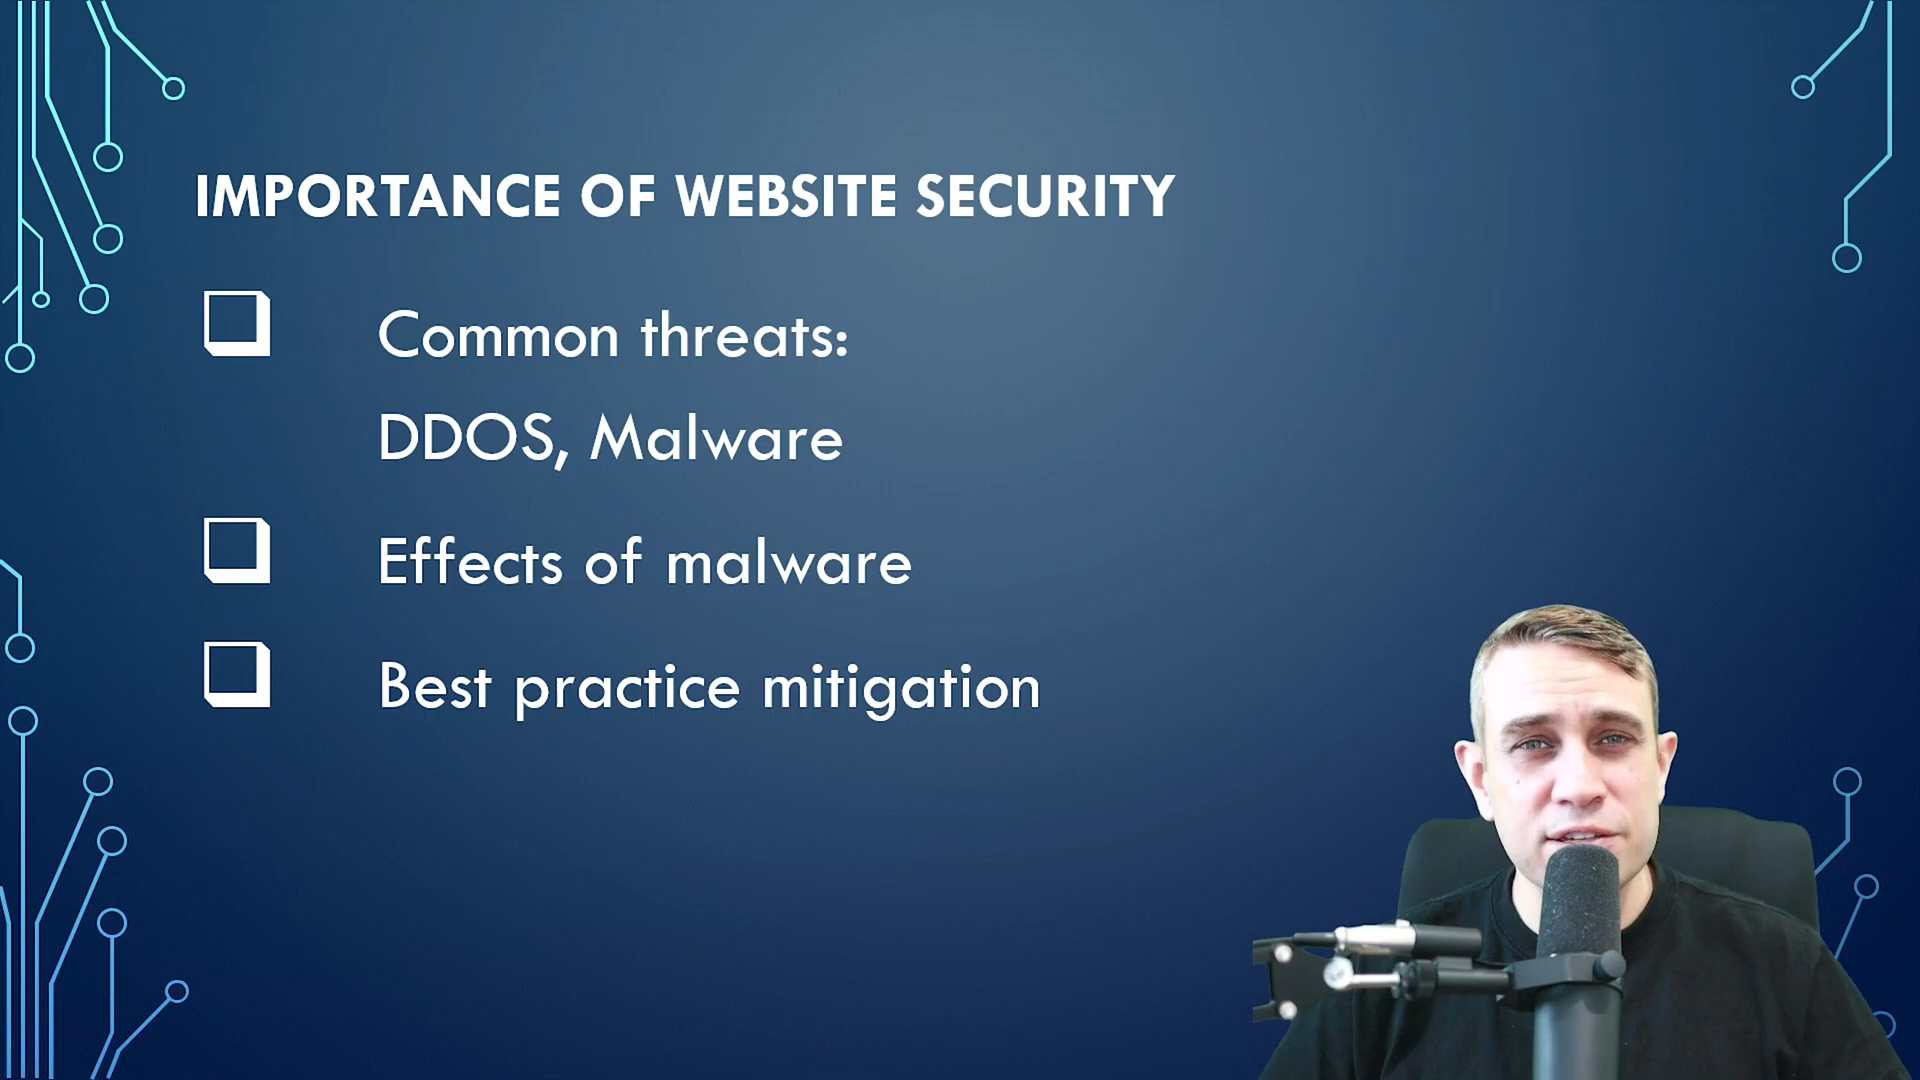 IMPORTANCE OF WEBSITE SECURITY
Common threats:
DDOS, Malware
Effects of malware
Best practice mitigation